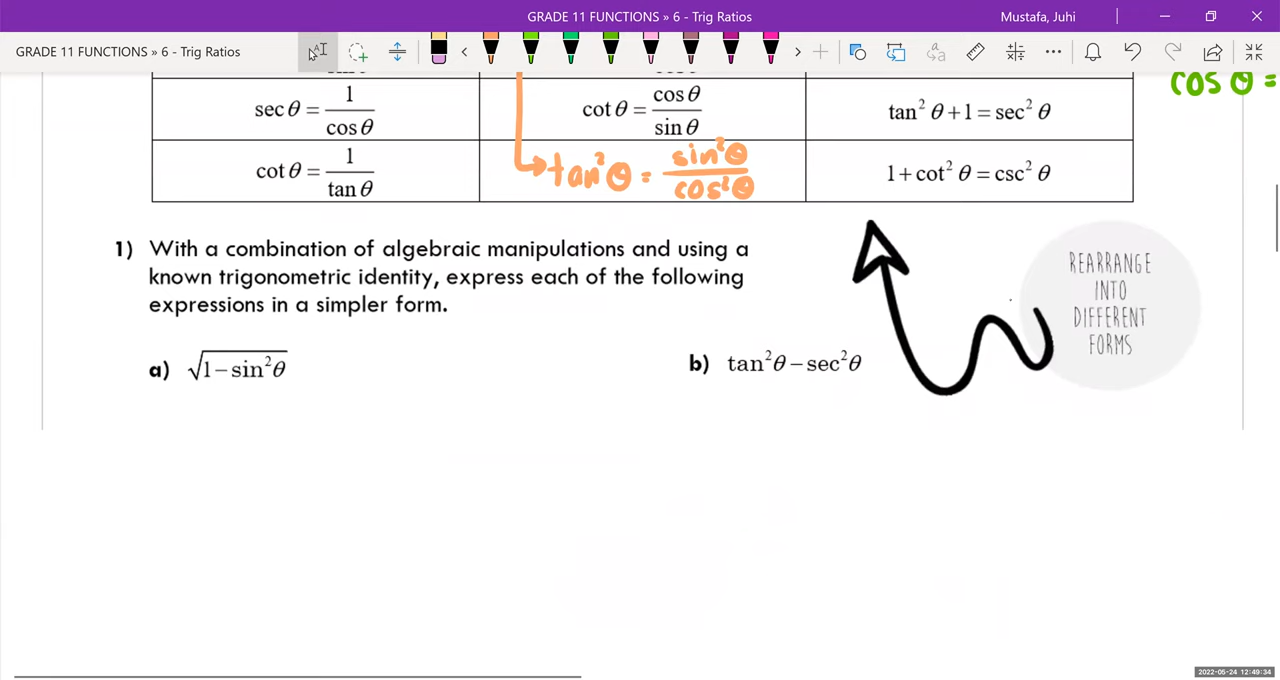 GRADE 11 FUNCTIONS » 6 - Trig Ratios
Mustafa, Juhi
GRADE 11 FUNCTIONS » 6 - Trig Ratios
cos θ =
sec θ = 1/cos θ
cot θ = cos θ/sin θ
tan² θ + 1 = sec² θ
cot θ = 1/tan θ
tan²θ = sin²θ/cos²θ
1 + cot² θ = csc² θ
1) With a combination of algebraic manipulations and using a
known trigonometric identity, express each of the following
expressions in a simpler form.
REARRANGE
INTO
DIFFERENT
FORMS
a) √(1 – sin²θ)
b) tan²θ – sec²θ
2022-05-24 12:49:34